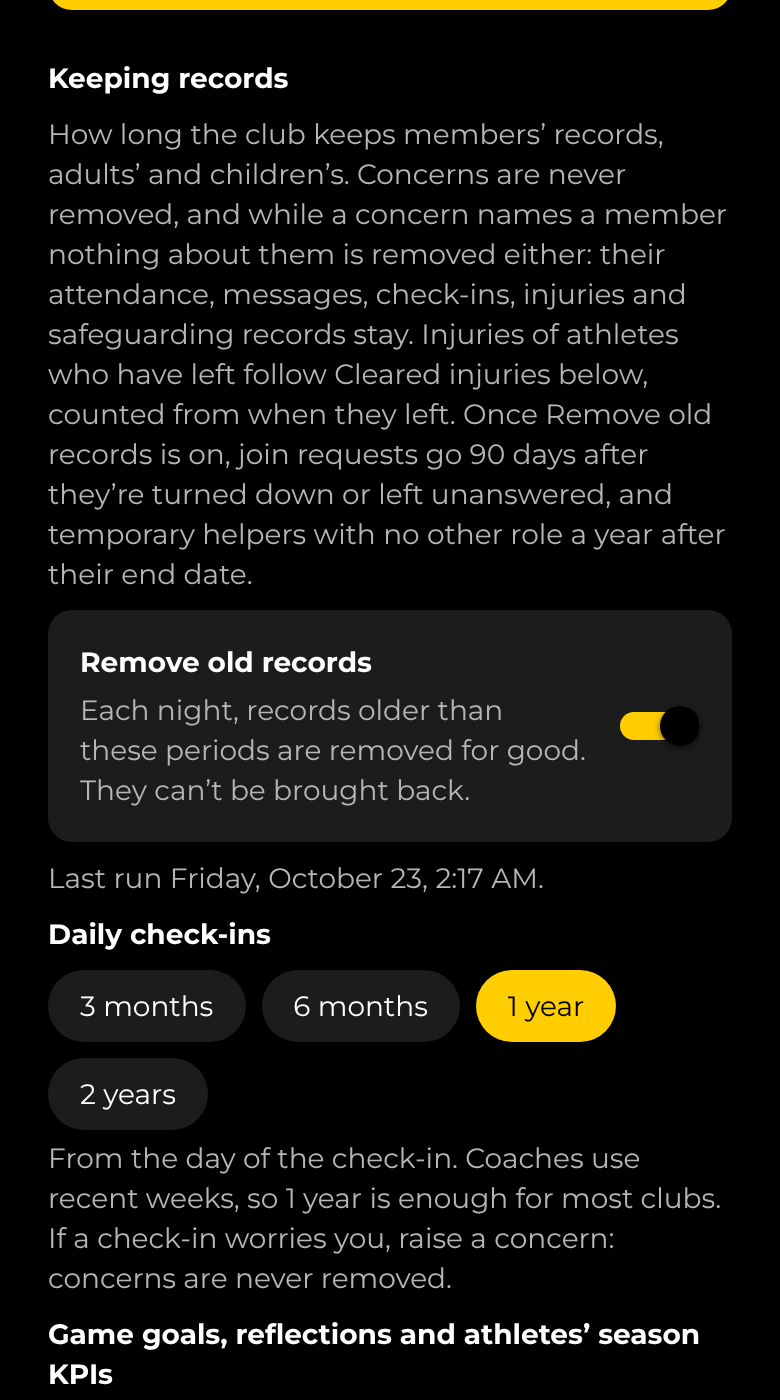 Keeping records
How long the club keeps members’ records,
adults’ and children’s. Concerns are never
removed, and while a concern names a member
nothing about them is removed either: their
attendance, messages, check-ins, injuries and
safeguarding records stay. Injuries of athletes
who have left follow Cleared injuries below,
counted from when they left. Once Remove old
records is on, join requests go 90 days after
they’re turned down or left unanswered, and
temporary helpers with no other role a year after
their end date.
Remove old records
Each night, records older than
these periods are removed for good.
They can’t be brought back.
Last run Friday, October 23, 2:17 AM.
Daily check-ins
3 months 6 months 1 year
2 years
From the day of the check-in. Coaches use
recent weeks, so 1 year is enough for most clubs.
If a check-in worries you, raise a concern:
concerns are never removed.
Game goals, reflections and athletes’ season
KPIs